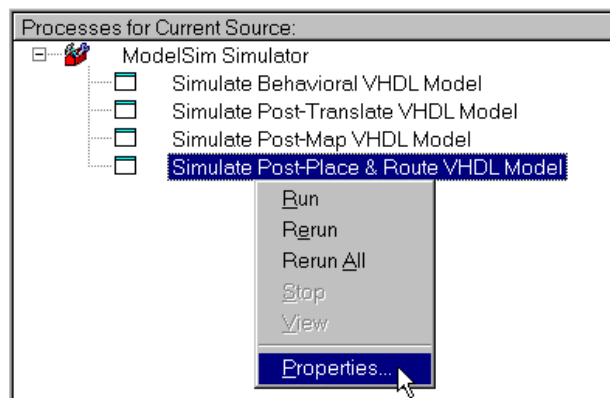 Processes for Current Source:
ModelSim Simulator
Simulate Behavioral VHDL Model
Simulate Post-Translate VHDL Model
Simulate Post-Map VHDL Model
Simulate Post-Place & Route VHDL Model
Run
Rerun
Rerun All
Stop
View
Properties...